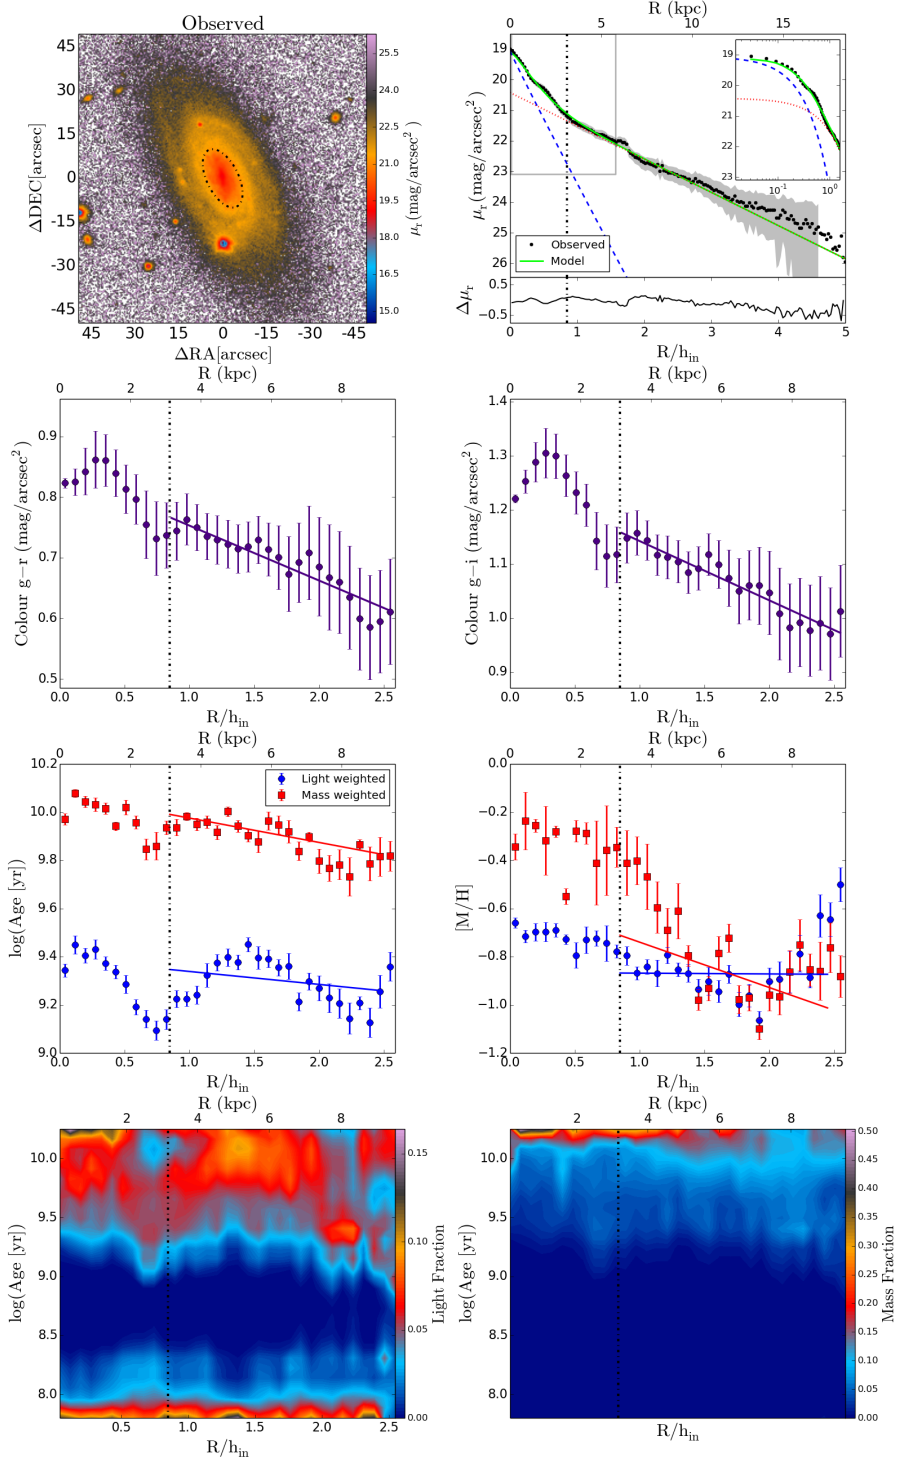 Observed
ΔDEC[arcsec]
45
30
15
0
-15
-30
-45
45 30 15 0 -15 -30 -45
ΔRA[arcsec]
25.5
24.0
22.5
21.0
19.5
18.0
16.5
15.0
μr (mag/arcsec²)
R (kpc)
0 5 10 15
μr (mag/arcsec²)
19
20
21
22
23
24
25
26
Observed
Model
18
19
20
21
22
23
10⁻¹ 10⁰
Δμr
0.5
−0.5
0 1 2 3 4 5
R/hin
R (kpc)
0 2 4 6 8
Colour g−r (mag/arcsec²)
0.9
0.8
0.7
0.6
0.5
0.0 0.5 1.0 1.5 2.0 2.5
R/hin
R (kpc)
0 2 4 6 8
Colour g−i (mag/arcsec²)
1.4
1.3
1.2
1.1
1.0
0.9
0.0 0.5 1.0 1.5 2.0 2.5
R/hin
R (kpc)
0 2 4 6 8
log(Age [yr])
10.2
10.0
9.8
9.6
9.4
9.2
9.0
Light weighted
Mass weighted
0.0 0.5 1.0 1.5 2.0 2.5
R/hin
R (kpc)
0 2 4 6 8
[M/H]
0.0
−0.2
−0.4
−0.6
−0.8
−1.0
−1.2
0.0 0.5 1.0 1.5 2.0 2.5
R/hin
R (kpc)
2 4 6 8
log(Age [yr])
10.0
9.5
9.0
8.5
8.0
0.5 1.0 1.5 2.0 2.5
R/hin
0.15
0.10
0.05
0.00
Light Fraction
R (kpc)
0 2 4 6 8
log(Age [yr])
10.0
9.5
9.0
8.5
8.0
R/hin
0.50
0.45
0.40
0.35
0.30
0.25
0.20
0.15
0.10
0.05
0.00
Mass Fraction